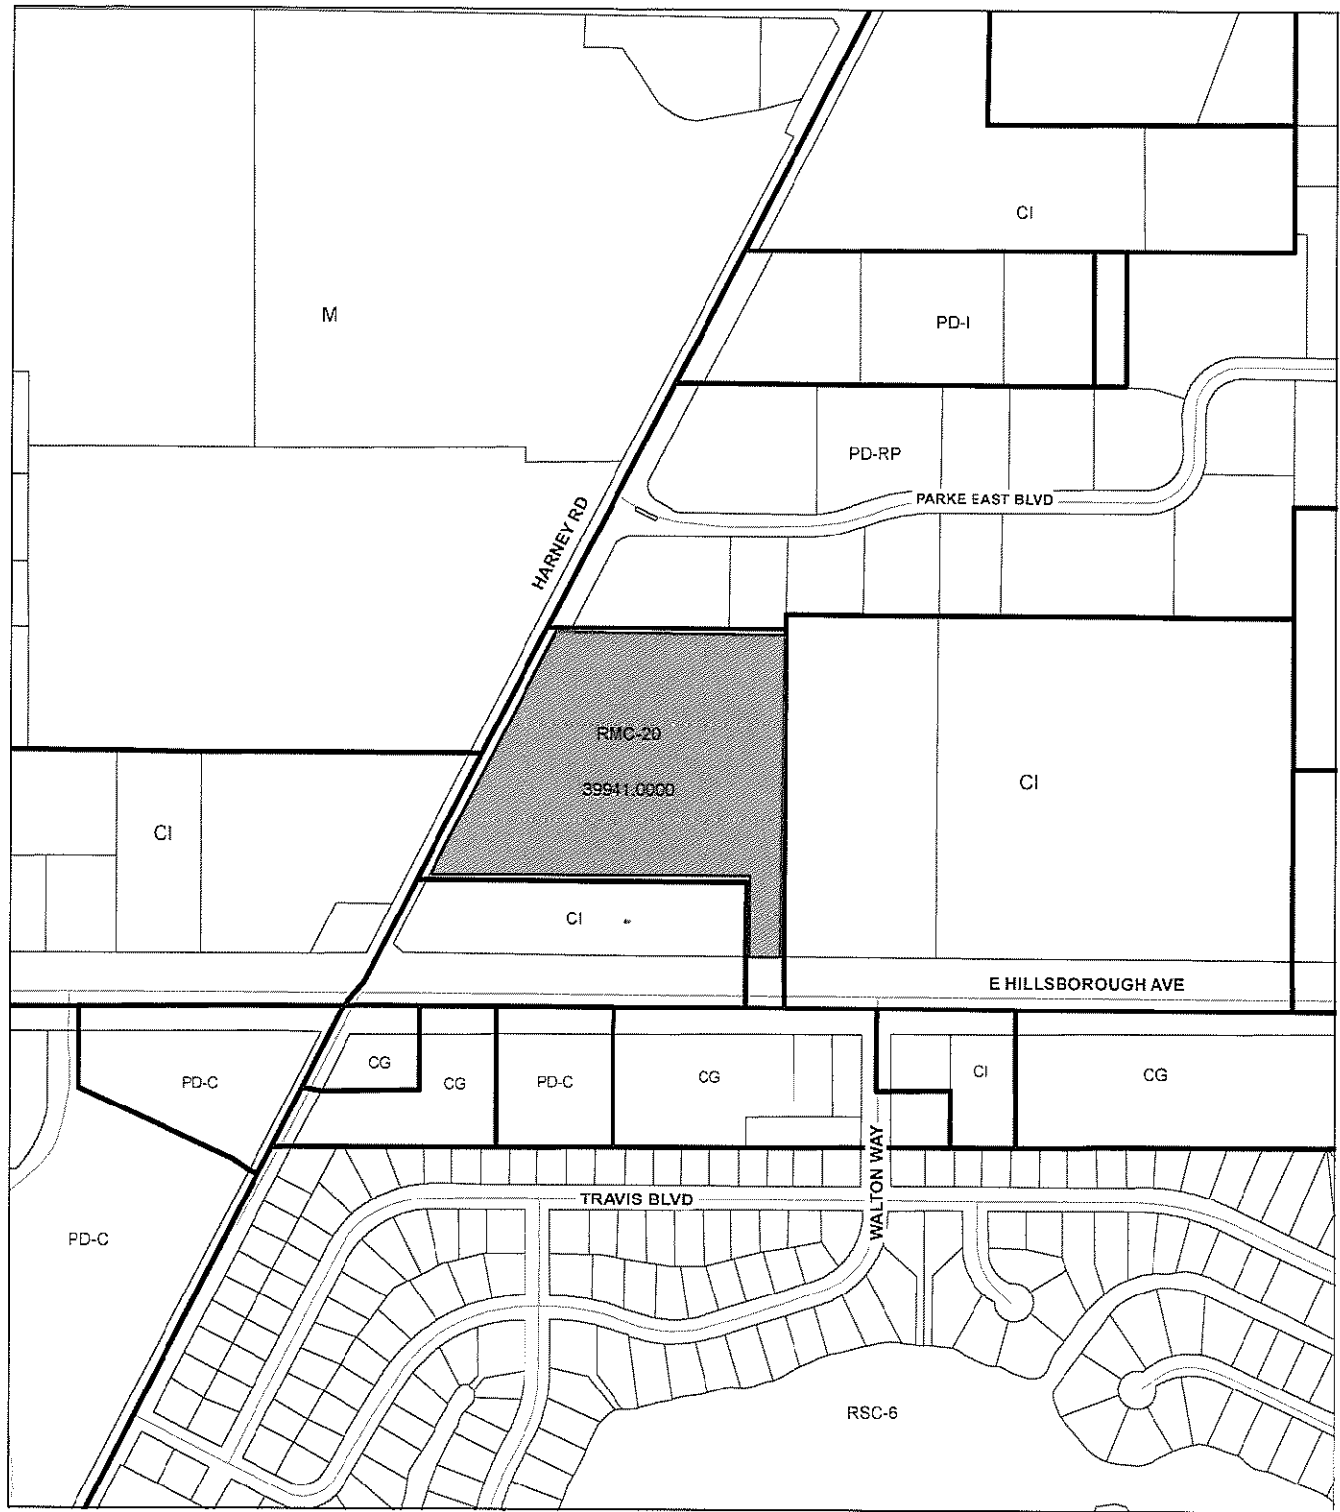 CI
M
PD-I
PD-RP
PARKE EAST BLVD
HARNEY RD
RMC-20
39941.0000
CI
CI
CI
E HILLSBOROUGH AVE
PD-C
CG
CG
PD-C
CG
CI
CG
WALTON WAY
TRAVIS BLVD
PD-C
RSC-6